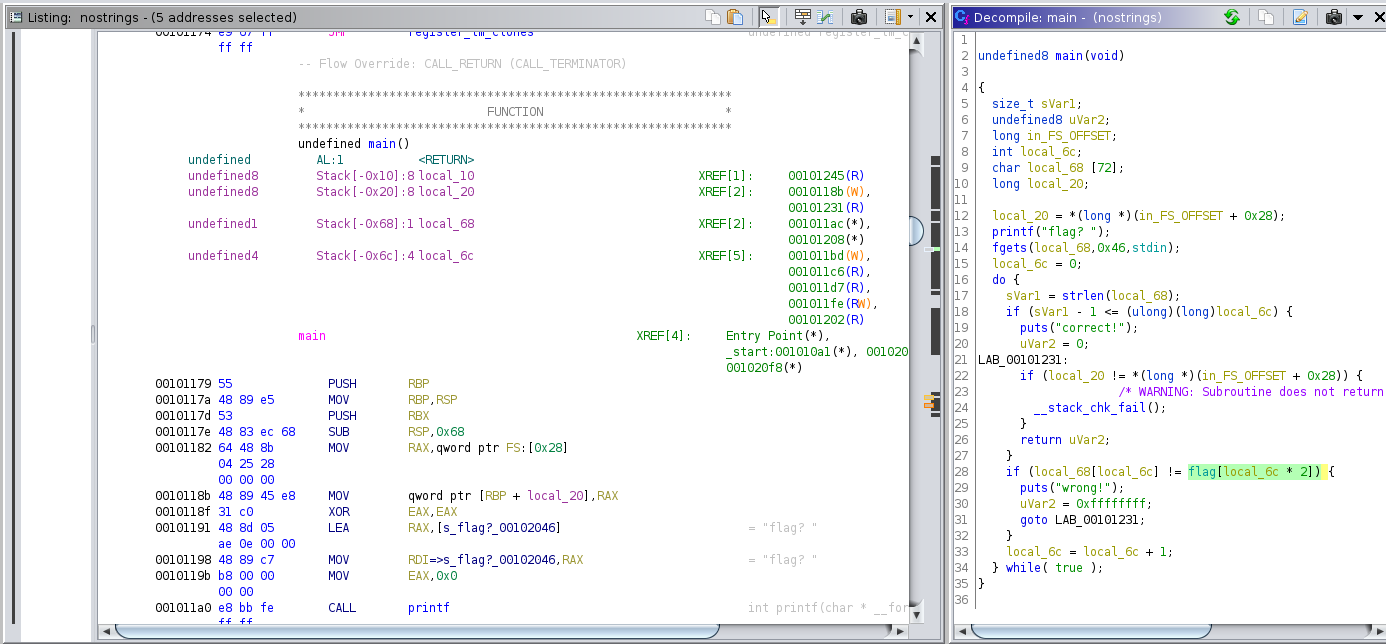 Listing: nostrings - (5 addresses selected)
00101174 e9 67 ff JMP register_tm_clones undefined register_tm_c
ff ff
-- Flow Override: CALL_RETURN (CALL_TERMINATOR)
**************************************************************
* FUNCTION *
**************************************************************
undefined main()
undefined AL:1 <RETURN>
undefined8 Stack[-0x10]:8 local_10 XREF[1]: 00101245(R)
undefined8 Stack[-0x20]:8 local_20 XREF[2]: 0010118b(W),
00101231(R)
undefined1 Stack[-0x68]:1 local_68 XREF[2]: 001011ac(*),
00101208(*)
undefined4 Stack[-0x6c]:4 local_6c XREF[5]: 001011bd(W),
001011c6(R),
001011d7(R),
001011fe(RW),
00101202(R)
main XREF[4]: Entry Point(*),
_start:001010a1(*), 001020
001020f8(*)
00101179 55 PUSH RBP
0010117a 48 89 e5 MOV RBP,RSP
0010117d 53 PUSH RBX
0010117e 48 83 ec 68 SUB RSP,0x68
00101182 64 48 8b MOV RAX,qword ptr FS:[0x28]
04 25 28
00 00 00
0010118b 48 89 45 e8 MOV qword ptr [RBP + local_20],RAX
0010118f 31 c0 XOR EAX,EAX
00101191 48 8d 05 LEA RAX,[s_flag?_00102046] = "flag? "
ae 0e 00 00
00101198 48 89 c7 MOV RDI=>s_flag?_00102046,RAX = "flag? "
0010119b b8 00 00 MOV EAX,0x0
00 00
001011a0 e8 bb fe CALL printf int printf(char * __for
ff ff
Decompile: main - (nostrings)
1
2 undefined8 main(void)
3
4 {
5 size_t sVar1;
6 undefined8 uVar2;
7 long in_FS_OFFSET;
8 int local_6c;
9 char local_68 [72];
10 long local_20;
11
12 local_20 = *(long *)(in_FS_OFFSET + 0x28);
13 printf("flag? ");
14 fgets(local_68,0x46,stdin);
15 local_6c = 0;
16 do {
17 sVar1 = strlen(local_68);
18 if (sVar1 - 1 <= (ulong)(long)local_6c) {
19 puts("correct!");
20 uVar2 = 0;
21 LAB_00101231:
22 if (local_20 != *(long *)(in_FS_OFFSET + 0x28)) {
23 /* WARNING: Subroutine does not return
24 __stack_chk_fail();
25 }
26 return uVar2;
27 }
28 if (local_68[local_6c] != flag[local_6c * 2]) {
29 puts("wrong!");
30 uVar2 = 0xffffffff;
31 goto LAB_00101231;
32 }
33 local_6c = local_6c + 1;
34 } while( true );
35 }
36